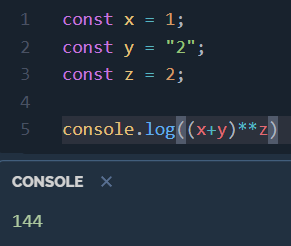 1 const x = 1;
2 const y = "2";
3 const z = 2;
4
5 console.log((x+y)**z)
CONSOLE ×
144